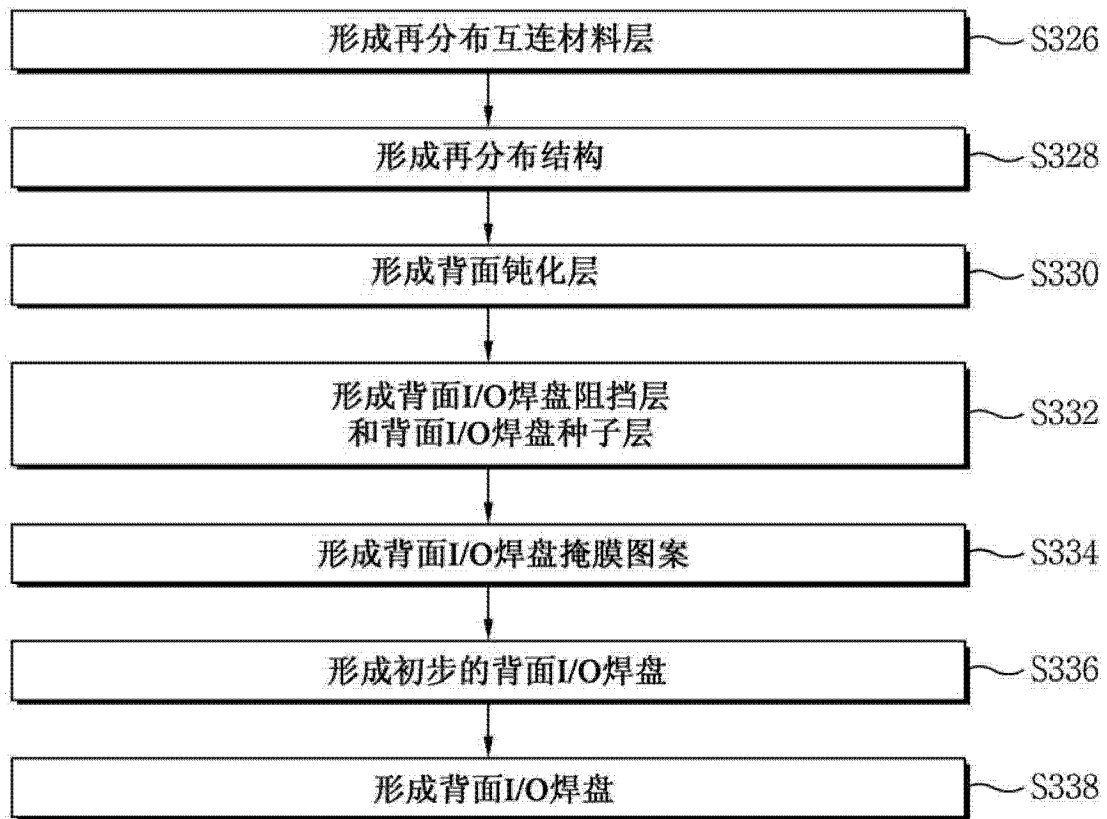 形成再分布互连材料层 S326
形成再分布结构 S328
形成背面钝化层 S330
形成背面I/O焊盘阻挡层
和背面I/O焊盘种子层 S332
形成背面I/O焊盘掩膜图案 S334
形成初步的背面I/O焊盘 S336
形成背面I/O焊盘 S338